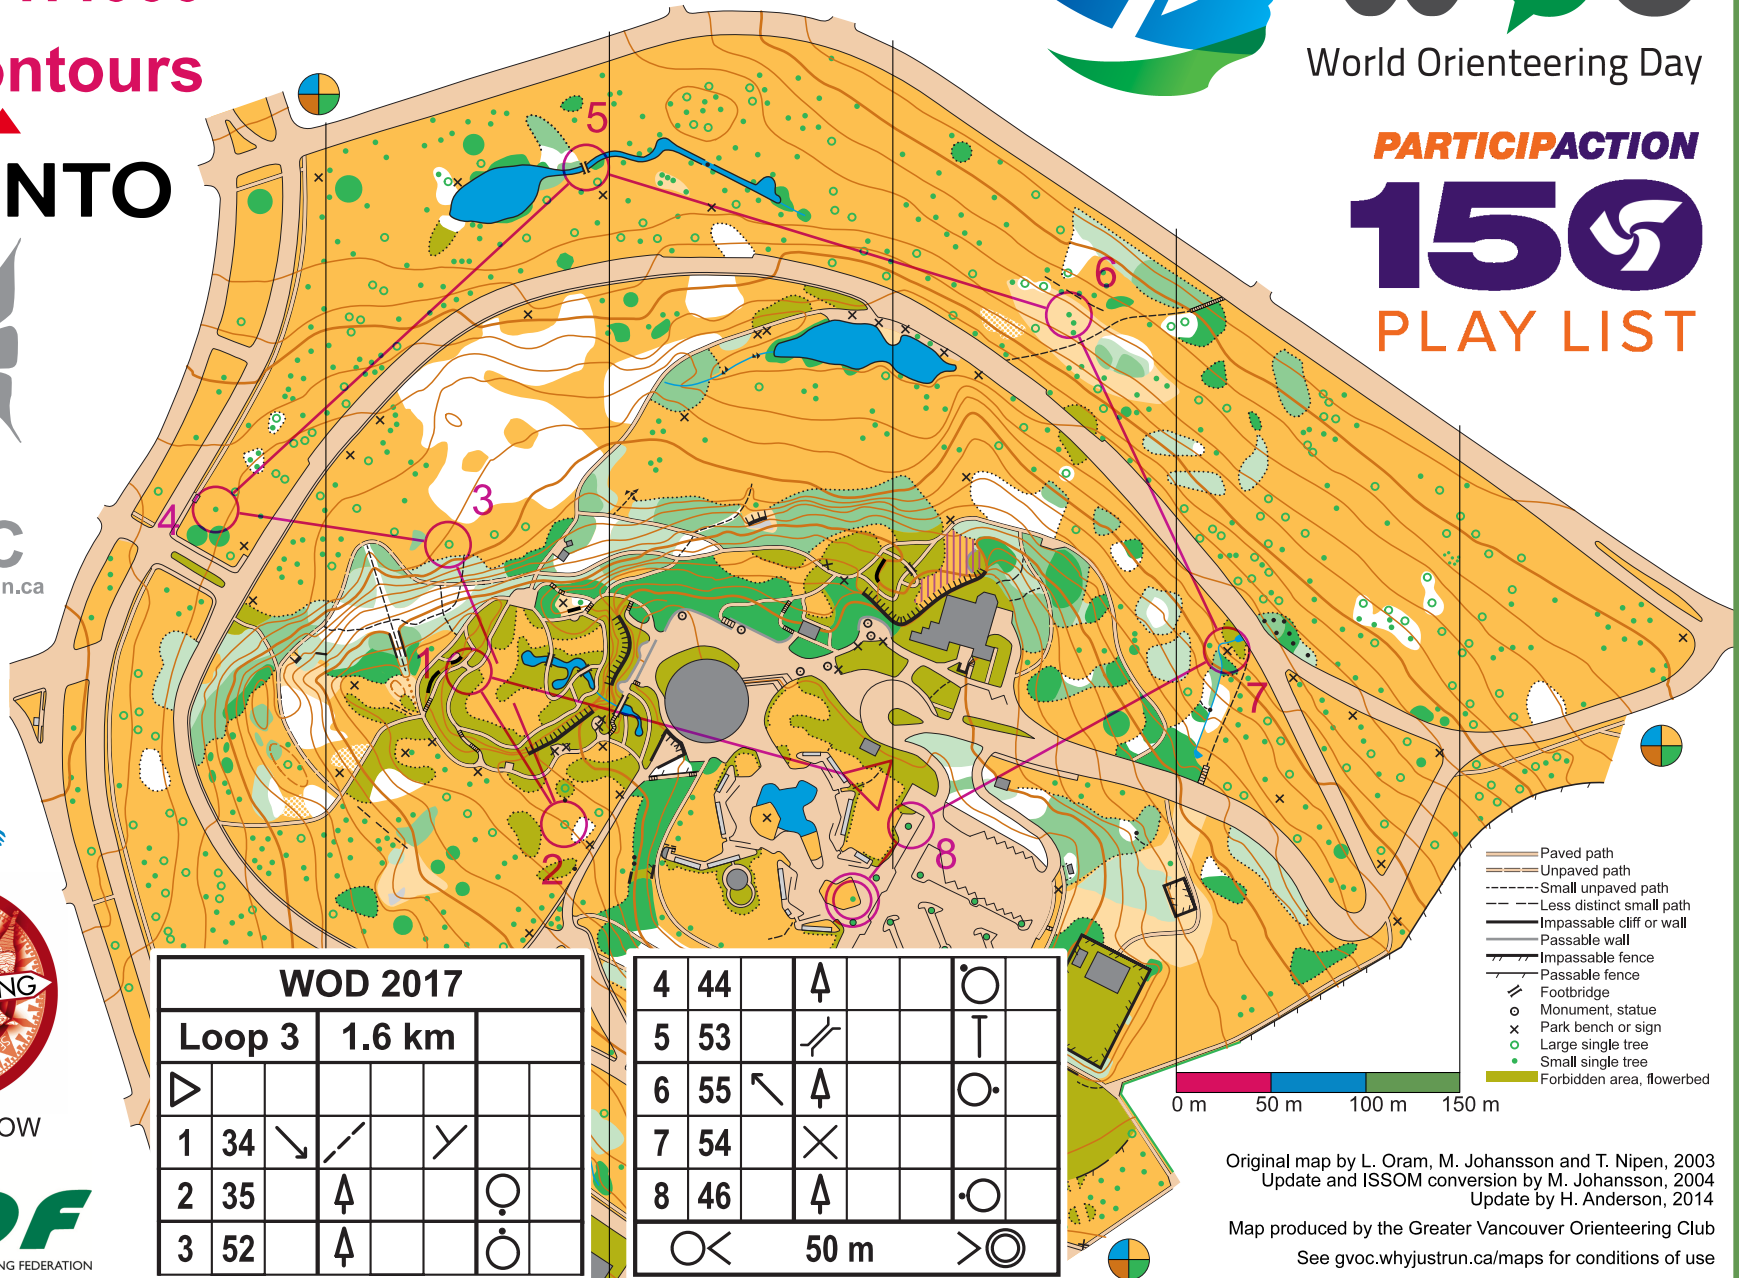 ontours
NTO
C
n.ca
NG
OW
OF
NG FEDERATION
World Orienteering Day
PARTICIPACTION
150
PLAY LIST
5
6
3
4
1
7
2
8
Paved path
Unpaved path
Small unpaved path
Less distinct small path
Impassable cliff or wall
Passable wall
Impassable fence
Passable fence
Footbridge
Monument, statue
Park bench or sign
Large single tree
Small single tree
Forbidden area, flowerbed
0 m 50 m 100 m 150 m
WOD 2017
Loop 3 1.6 km
1 34
2 35
3 52
4 44
5 53
6 55
7 54
8 46
50 m
Original map by L. Oram, M. Johansson and T. Nipen, 2003
Update and ISSOM conversion by M. Johansson, 2004
Update by H. Anderson, 2014
Map produced by the Greater Vancouver Orienteering Club
See gvoc.whyjustrun.ca/maps for conditions of use